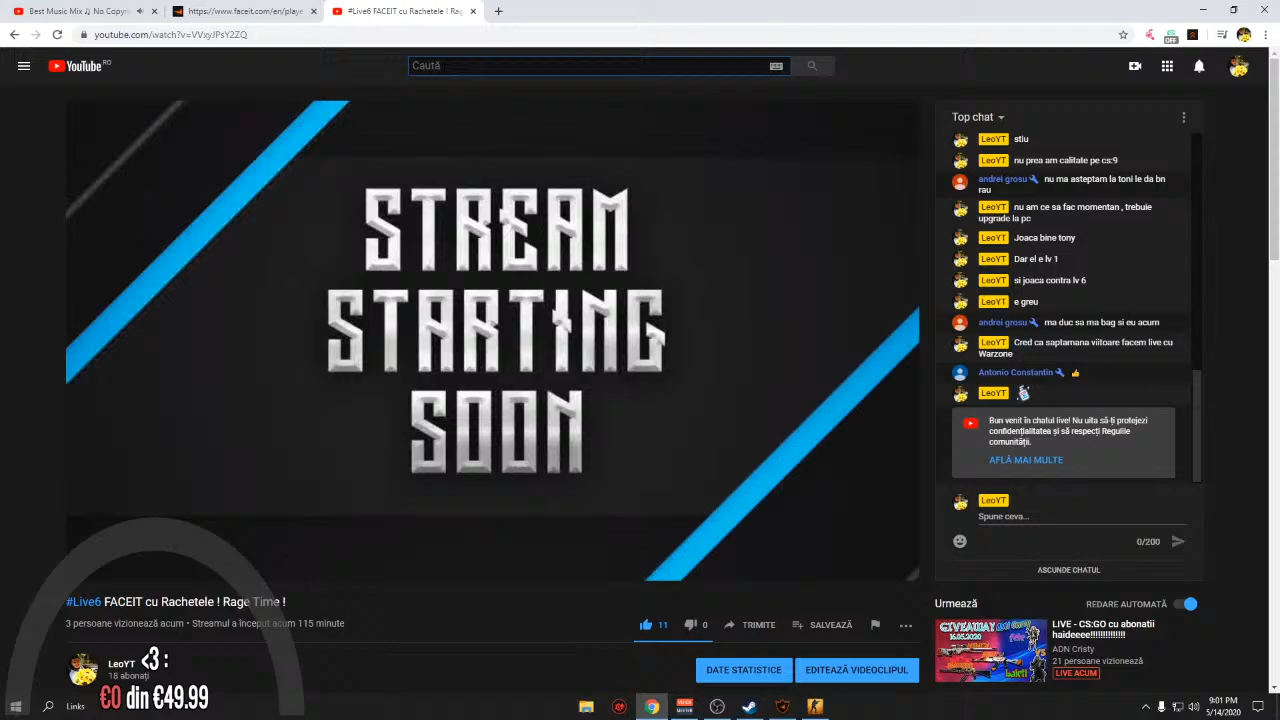 Best Music Mix ♫ No Copyri
https://www.faceit.com/en/playe
#Live6 FACEIT cu Rachetele ! Rag
youtube.com/watch?v=VVxyJPsY2ZQ
OFF
YouTube RO
Caută
STREAM
STARTING
SOON
Top chat
LeoYT stiu
LeoYT nu prea am calitate pe cs:9
andrei grosu nu ma asteptam la toni le da bn
rau
LeoYT nu am ce sa fac momentan , trebuie
upgrade la pc
LeoYT Joaca bine tony
LeoYT Dar el e lv 1
LeoYT si joaca contra lv 6
LeoYT e greu
andrei grosu ma duc sa ma bag si eu acum
LeoYT Cred ca saptamana viitoare facem live cu
Warzone
Antonio Constantin 👍
LeoYT
Bun venit în chatul live! Nu uita să-ți protejezi
confidențialitatea și să respecți Regulile
comunității.
AFLĂ MAI MULTE
LeoYT
Spune ceva...
0/200
ASCUNDE CHATUL
#Live6 FACEIT cu Rachetele ! Rage Time !
3 persoane vizionează acum • Streamul a început acum 115 minute
11
0
TRIMITE
SALVEAZĂ
LeoYT
18 abonați
<3 :
€0 din €49.99
DATE STATISTICE
EDITEAZĂ VIDEOCLIPUL
Urmează
REDARE AUTOMATĂ
GIVEAWAY
16.05.2020
LIVE - CS:GO cu abonatii
haideeee!!!!!!!!!!!!!!
ADN Cristy
21 persoane vizionează
LIVE ACUM
Links
9:01 PM
5/14/2020